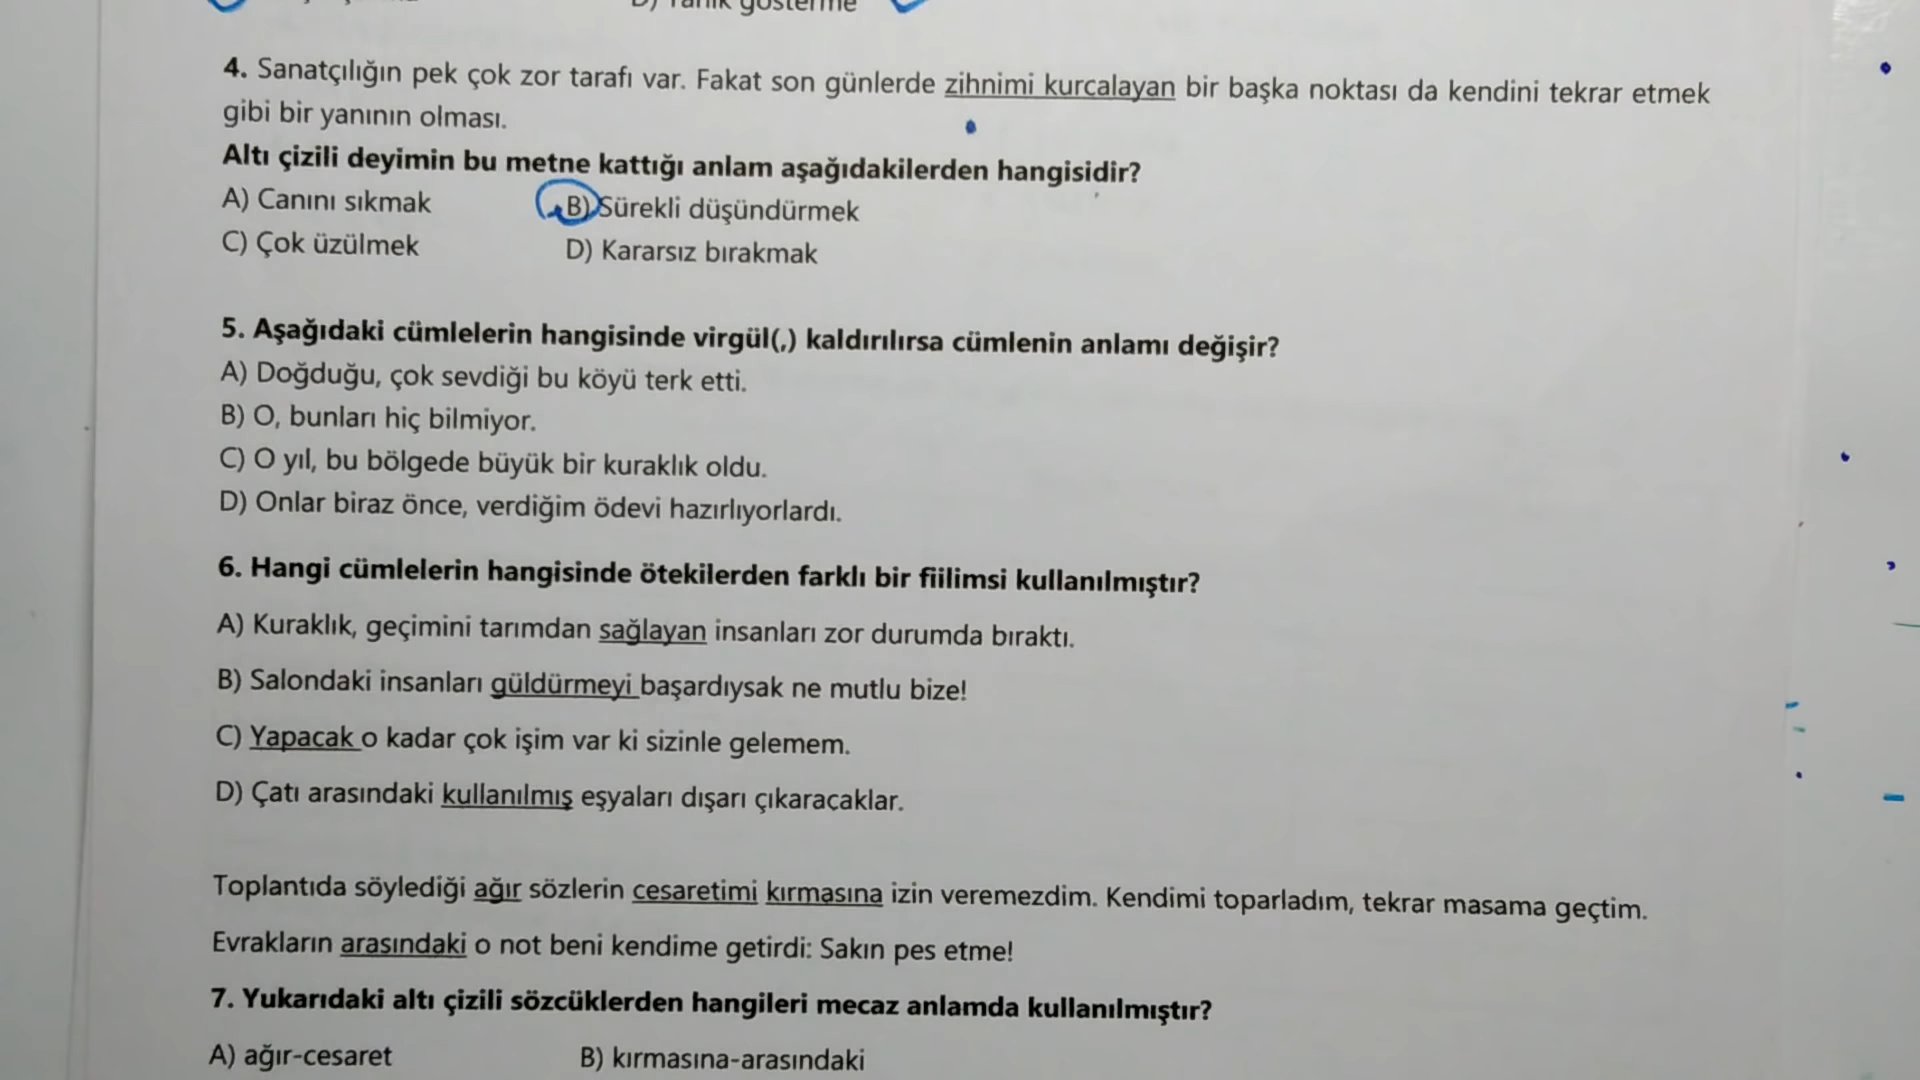 D) Tanık gösterme
4. Sanatçılığın pek çok zor tarafı var. Fakat son günlerde zihnimi kurcalayan bir başka noktası da kendini tekrar etmek
gibi bir yanının olması.
Altı çizili deyimin bu metne kattığı anlam aşağıdakilerden hangisidir?
A) Canını sıkmak B) Sürekli düşündürmek
C) Çok üzülmek D) Kararsız bırakmak
5. Aşağıdaki cümlelerin hangisinde virgül(,) kaldırılırsa cümlenin anlamı değişir?
A) Doğduğu, çok sevdiği bu köyü terk etti.
B) O, bunları hiç bilmiyor.
C) O yıl, bu bölgede büyük bir kuraklık oldu.
D) Onlar biraz önce, verdiğim ödevi hazırlıyorlardı.
6. Hangi cümlelerin hangisinde ötekilerden farklı bir fiilimsi kullanılmıştır?
A) Kuraklık, geçimini tarımdan sağlayan insanları zor durumda bıraktı.
B) Salondaki insanları güldürmeyi başardıysak ne mutlu bize!
C) Yapacak o kadar çok işim var ki sizinle gelemem.
D) Çatı arasındaki kullanılmış eşyaları dışarı çıkaracaklar.
Toplantıda söylediği ağır sözlerin cesaretimi kırmasına izin veremezdim. Kendimi toparladım, tekrar masama geçtim.
Evrakların arasındaki o not beni kendime getirdi: Sakın pes etme!
7. Yukarıdaki altı çizili sözcüklerden hangileri mecaz anlamda kullanılmıştır?
A) ağır-cesaret B) kırmasına-arasındaki